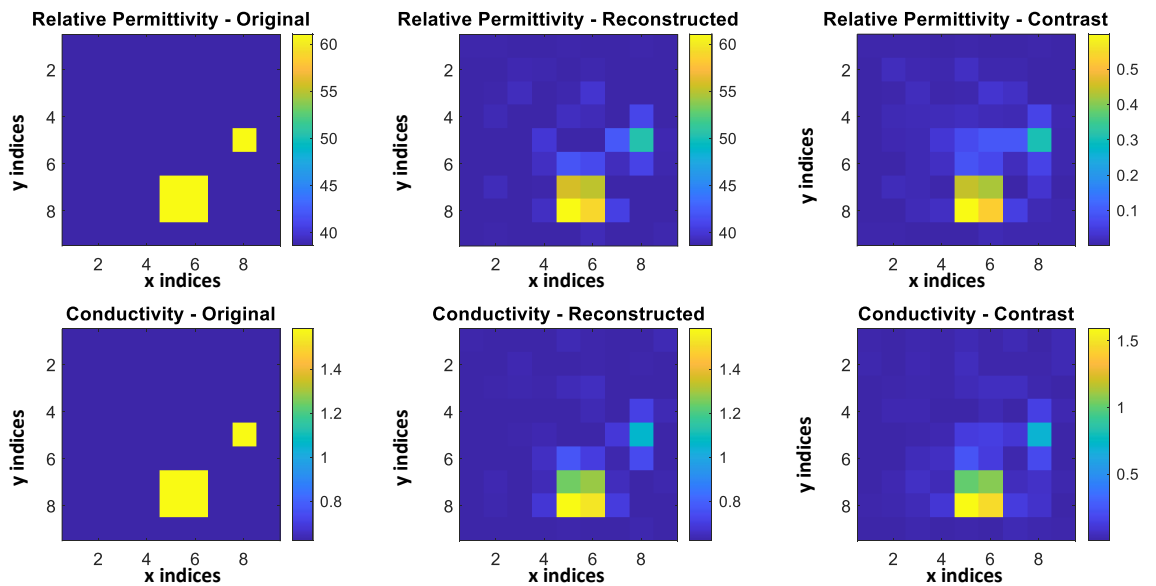 Relative Permittivity - Original
Relative Permittivity - Reconstructed
Relative Permittivity - Contrast
y indices
2
4
6
8
2 4 6 8
x indices
60
55
50
45
40
y indices
2
4
6
8
2 4 6 8
x indices
60
55
50
45
40
y indices
2
4
6
8
2 4 6 8
x indices
0.5
0.4
0.3
0.2
0.1
Conductivity - Original
Conductivity - Reconstructed
Conductivity - Contrast
y indices
2
4
6
8
2 4 6 8
x indices
1.4
1.2
1
0.8
y indices
2
4
6
8
2 4 6 8
x indices
1.4
1.2
1
0.8
y indices
2
4
6
8
2 4 6 8
x indices
1.5
1
0.5